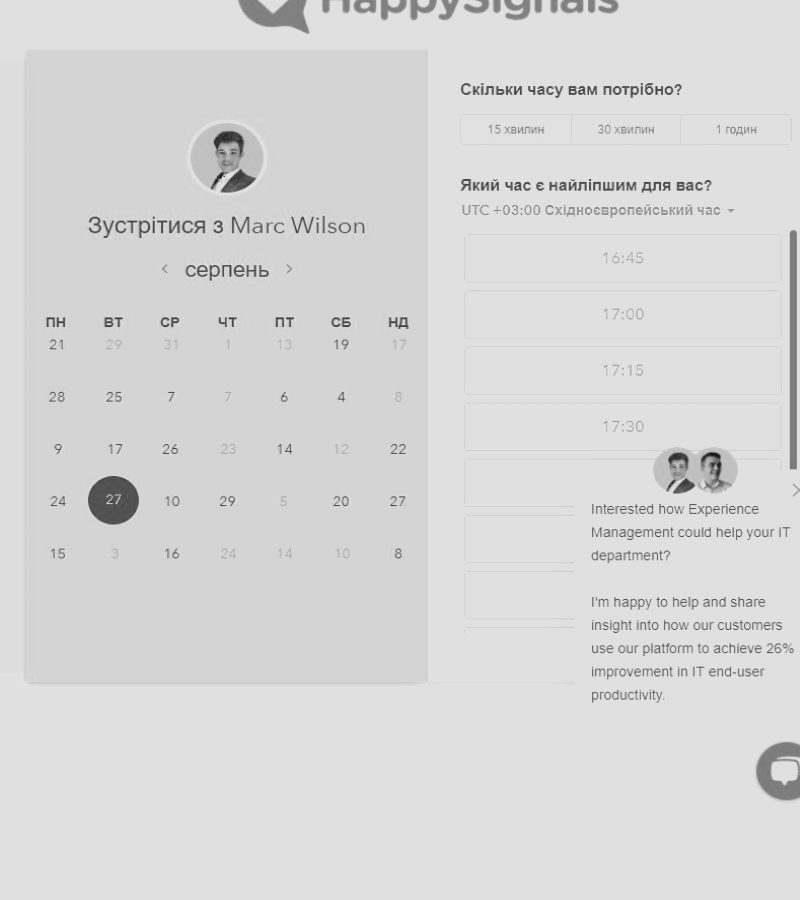 HappySignals
Зустрітися з Marc Wilson
серпень
ПН ВТ СР ЧТ ПТ СБ НД
21 29 31 1 13 19 17
28 25 7 7 6 4 8
9 17 26 23 14 12 22
24 27 10 29 5 20 27
15 3 16 24 14 10 8
Скільки часу вам потрібно?
15 хвилин 30 хвилин 1 годин
Який час є найліпшим для вас?
UTC +03:00 Східноєвропейський час
16:45
17:00
17:15
17:30
Interested how Experience
Management could help your IT
department?
I'm happy to help and share
insight into how our customers
use our platform to achieve 26%
improvement in IT end-user
productivity.